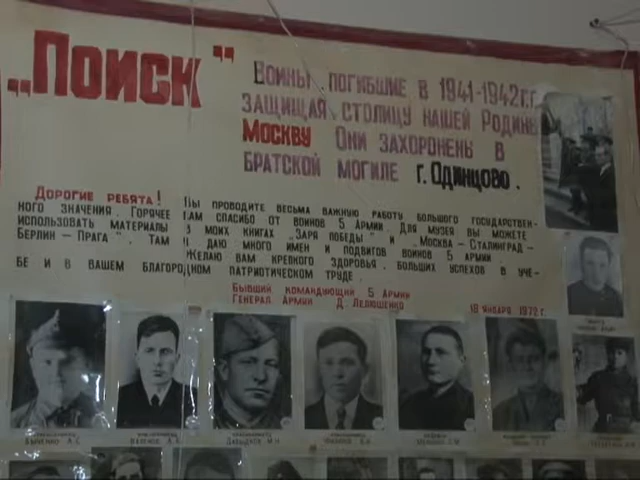 „Поиск"
Воины погибшие в 1941-1942г.г.
защищая столицу нашей Родины
Москву Они захоронены в
братской могиле г. Одинцово.
Дорогие ребята! Вы проводите весьма важную работу большого государствен-
ного значения. Горячее Вам спасибо от воинов 5 Армии. Для музея вы можете
использовать материалы в моих книгах "Заря победы" и "Москва-Сталинград-
Берлин-Прага". Там я даю много имен и подвигов воинов 5 армии.
Желаю вам крепкого здоровья, больших успехов в уче-
бе и в вашем благородном патриотическом труде.
Бывший командующий 5 Армии
Генерал Армии Д. Лелюшенко 18 января 1972г.